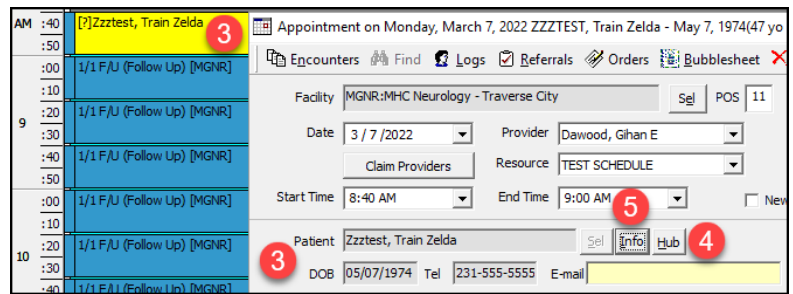 AM :40 [?]Zzztest, Train Zelda 3
:50
:00 1/1 F/U (Follow Up) [MGNR]
:10
9 :20 1/1 F/U (Follow Up) [MGNR]
:30
:40 1/1 F/U (Follow Up) [MGNR]
:50
:00 1/1 F/U (Follow Up) [MGNR]
:10
10 :20 1/1 F/U (Follow Up) [MGNR]
:30
:40 1/1 F/U (Follow Up) [MGNR]
Appointment on Monday, March 7, 2022 ZZZTEST, Train Zelda - May 7, 1974(47 yo
Encounters Find Logs Referrals Orders Bubblesheet
Facility MGNR:MHC Neurology - Traverse City Sel POS 11
Date 3 / 7 /2022 Provider Dawood, Gihan E
Claim Providers Resource TEST SCHEDULE
Start Time 8:40 AM End Time 9:00 AM New
5
Patient Zzztest, Train Zelda Sel Info Hub 4
3 DOB 05/07/1974 Tel 231-555-5555 E-mail